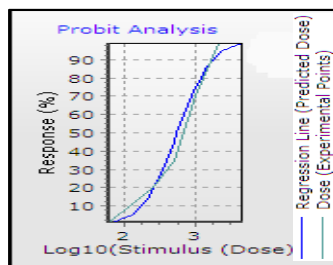 Probit Analysis
Response (%)
90
80
70
60
50
40
30
20
10
2
3
Log10(Stimulus (Dose)
Regression Line (Predicted Dose)
Dose (Experimental Points)